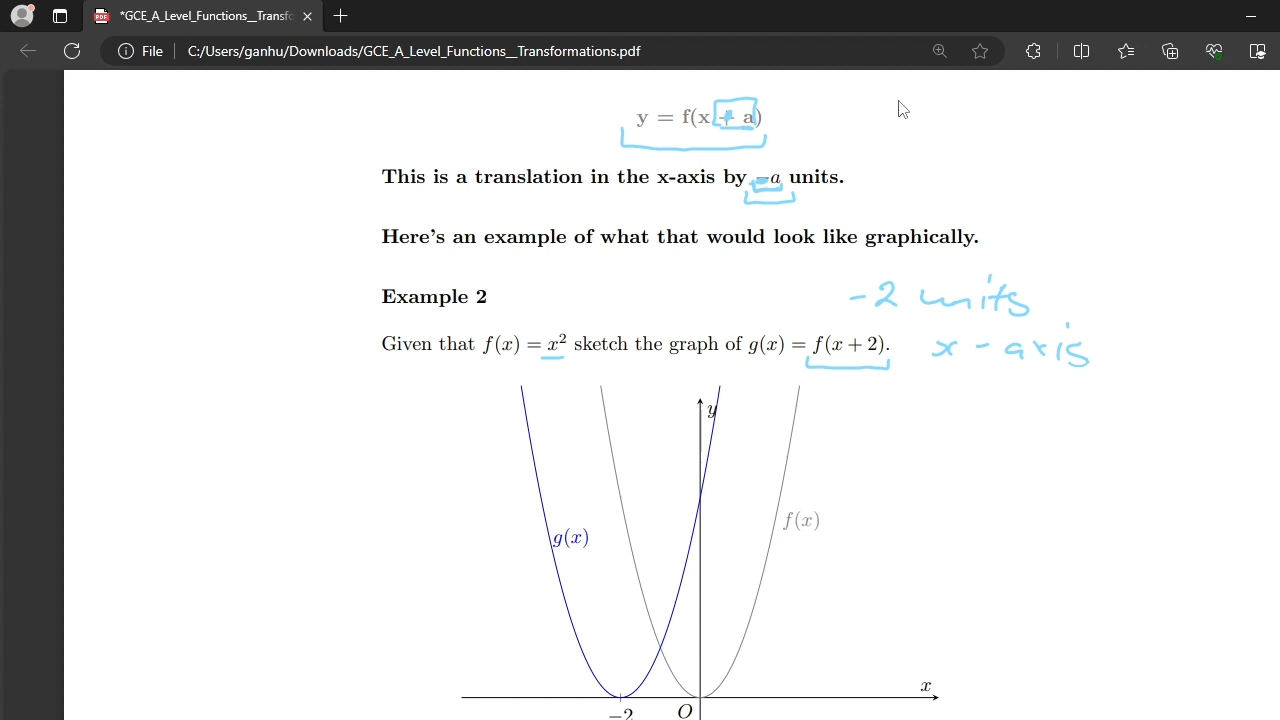 *GCE_A_Level_Functions__Transfo
File C:/Users/ganhu/Downloads/GCE_A_Level_Functions__Transformations.pdf
y = f(x + a)
This is a translation in the x-axis by −a units.
Here's an example of what that would look like graphically.
Example 2
-2 units
Given that f(x) = x² sketch the graph of g(x) = f(x + 2).
x - axis
y
f(x)
g(x)
x
−2
O